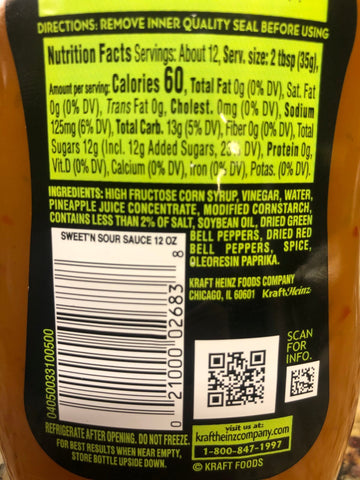 DIRECTIONS: REMOVE INNER QUALITY SEAL BEFORE USING
Nutrition Facts Servings: About 12, Serv. size: 2 tbsp (35g),
Amount per serving: Calories 60, Total Fat 0g (0% DV), Sat. Fat
0g (0% DV), Trans Fat 0g, Cholest. 0mg (0% DV), Sodium
125mg (6% DV), Total Carb. 13g (5% DV), Fiber 0g (0% DV), Total
Sugars 12g (Incl. 12g Added Sugars, 23% DV), Protein 0g,
Vit.D (0% DV), Calcium (0% DV), Iron (0% DV), Potas. (0% DV).
INGREDIENTS: HIGH FRUCTOSE CORN SYRUP, VINEGAR, WATER,
PINEAPPLE JUICE CONCENTRATE, MODIFIED CORNSTARCH,
CONTAINS LESS THAN 2% OF SALT, SOYBEAN OIL, DRIED GREEN
BELL PEPPERS, DRIED RED
BELL PEPPERS, SPICE,
OLEORESIN PAPRIKA.
SWEET'N SOUR SAUCE 12 OZ
KRAFT HEINZ FOODS COMPANY
CHICAGO, IL 60601 KraftHeinz
0 21000 02683 8
04050033100500
SCAN
FOR
INFO.
REFRIGERATE AFTER OPENING. DO NOT FREEZE.
FOR BEST RESULTS WHEN NEAR EMPTY,
STORE BOTTLE UPSIDE DOWN.
visit us at:
kraftheinzcompany.com
1-800-847-1997
© KRAFT FOODS